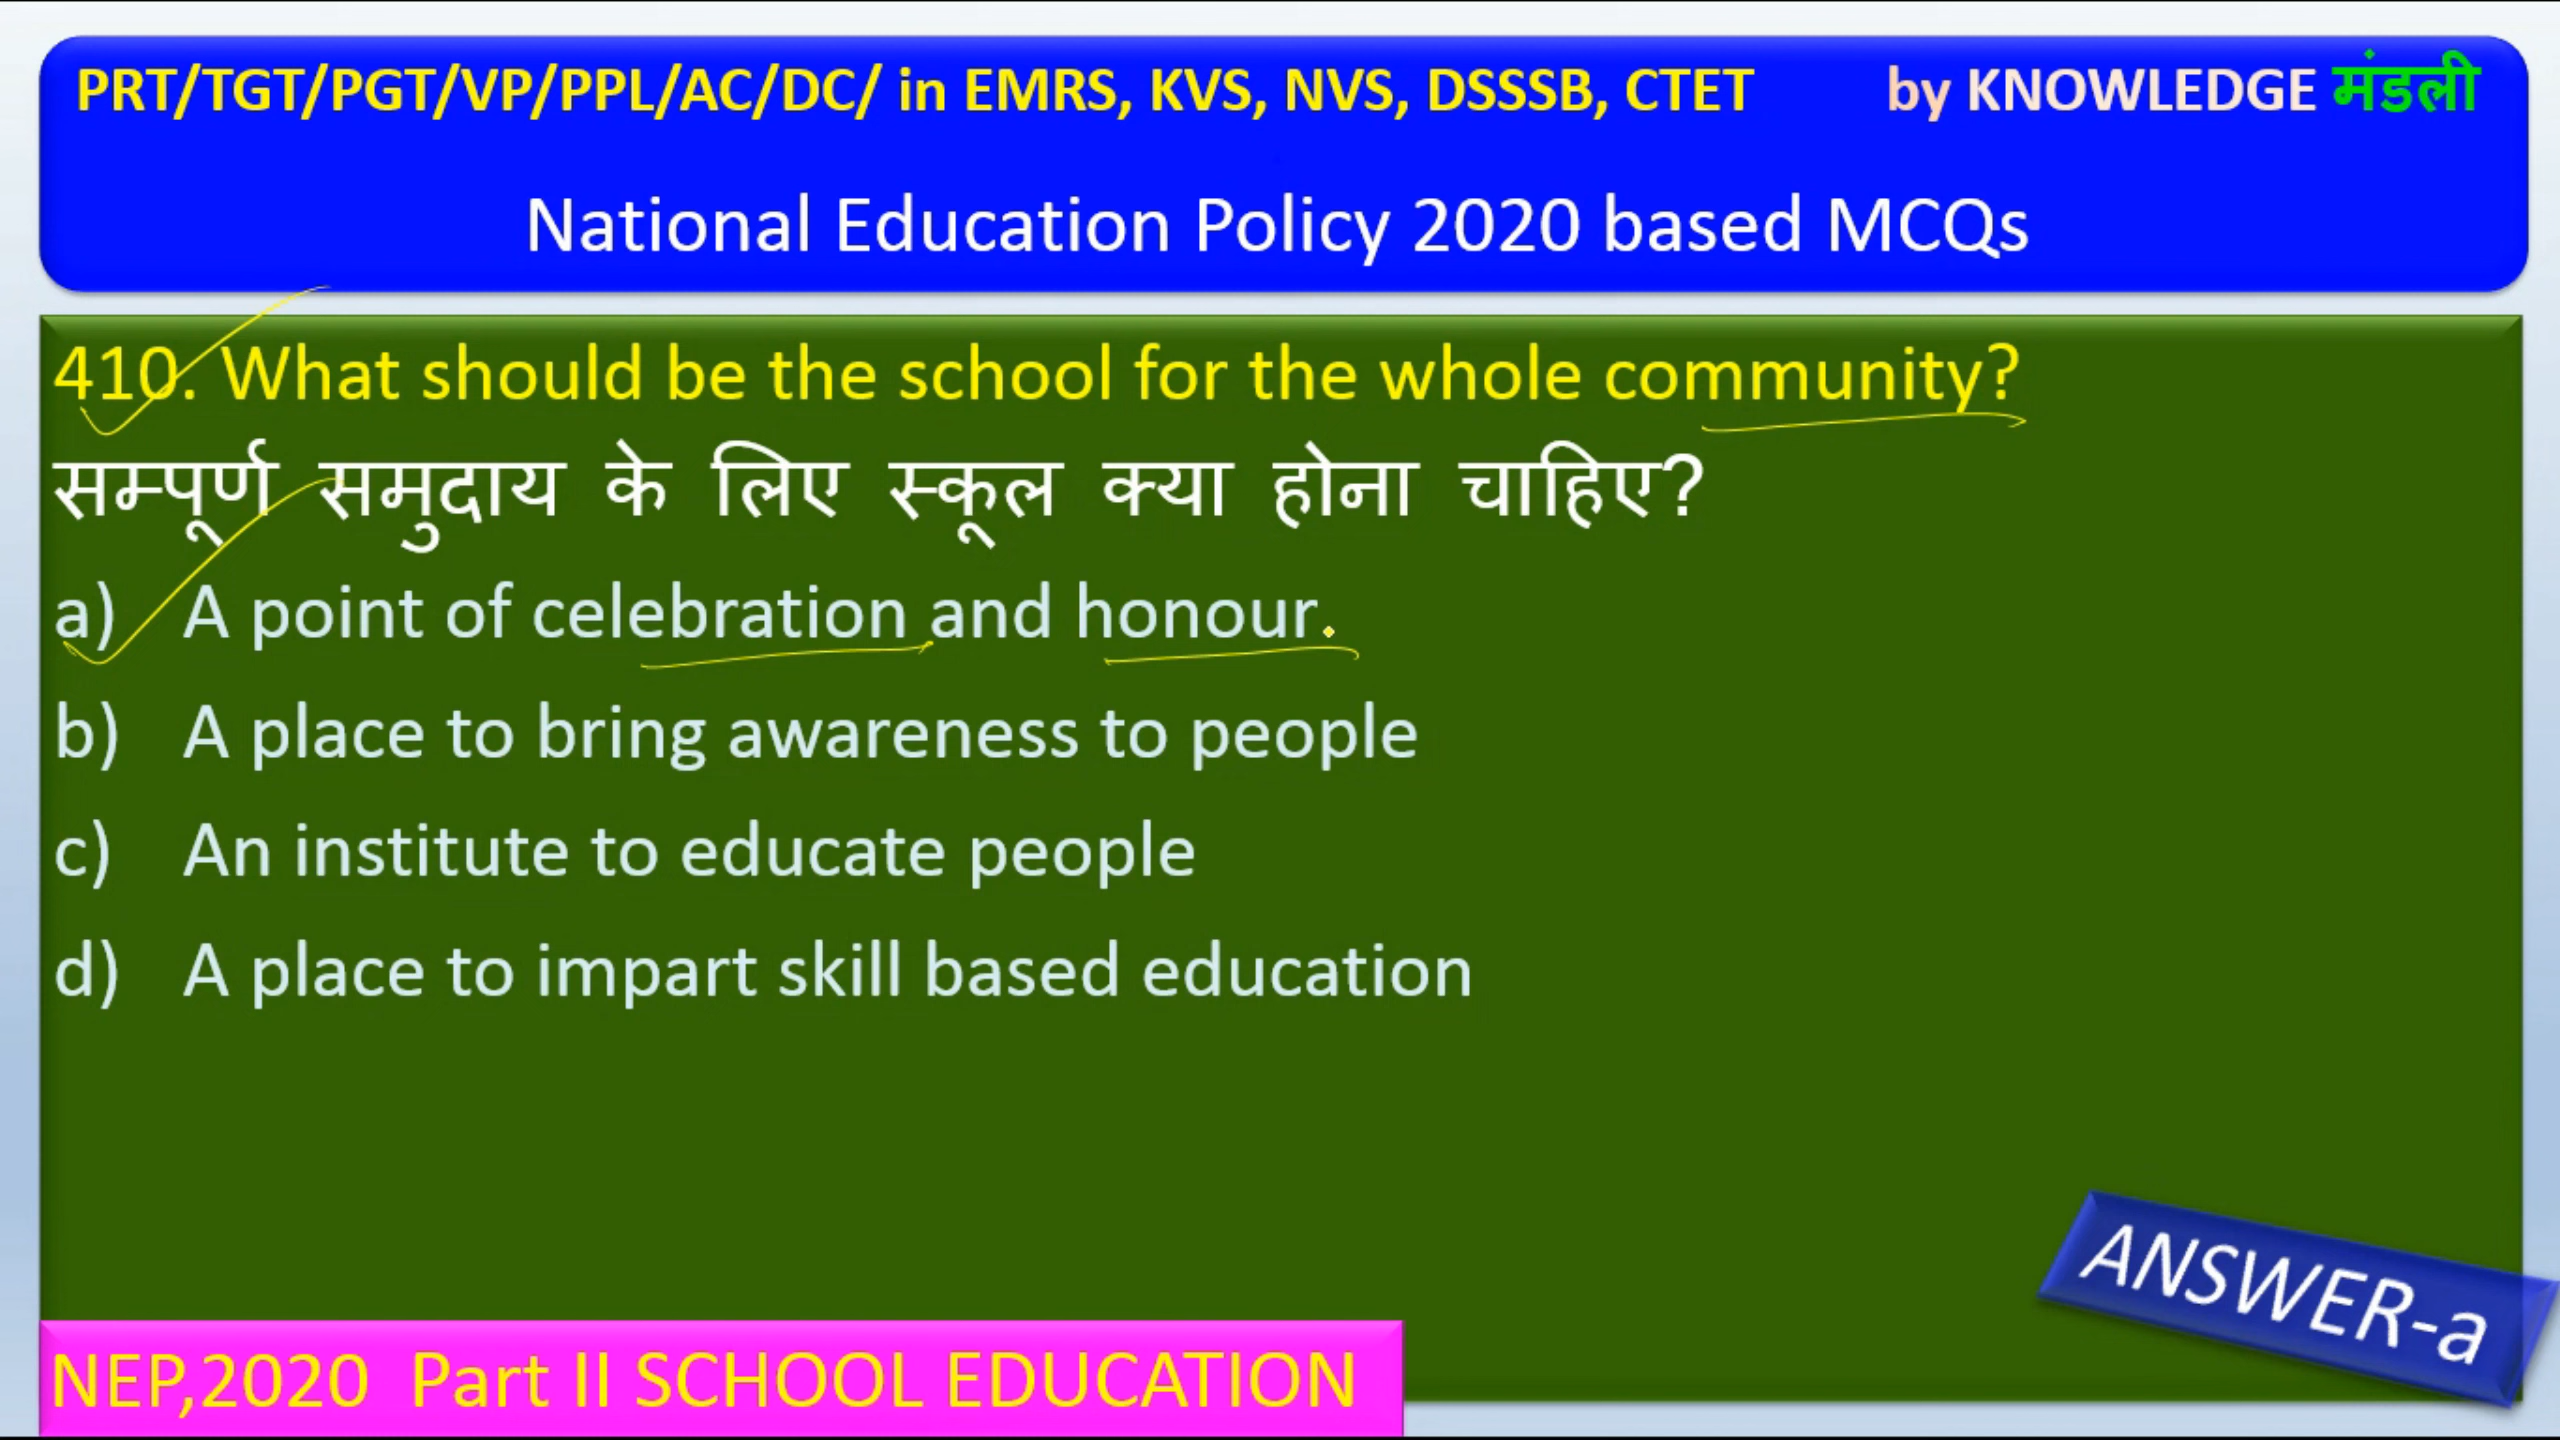 PRT/TGT/PGT/VP/PPL/AC/DC/ in EMRS, KVS, NVS, DSSSB, CTET by KNOWLEDGE मंडली
National Education Policy 2020 based MCQs
410. What should be the school for the whole community?
सम्पूर्ण समुदाय के लिए स्कूल क्या होना चाहिए?
a) A point of celebration and honour.
b) A place to bring awareness to people
c) An institute to educate people
d) A place to impart skill based education
ANSWER-a
NEP,2020 Part II SCHOOL EDUCATION